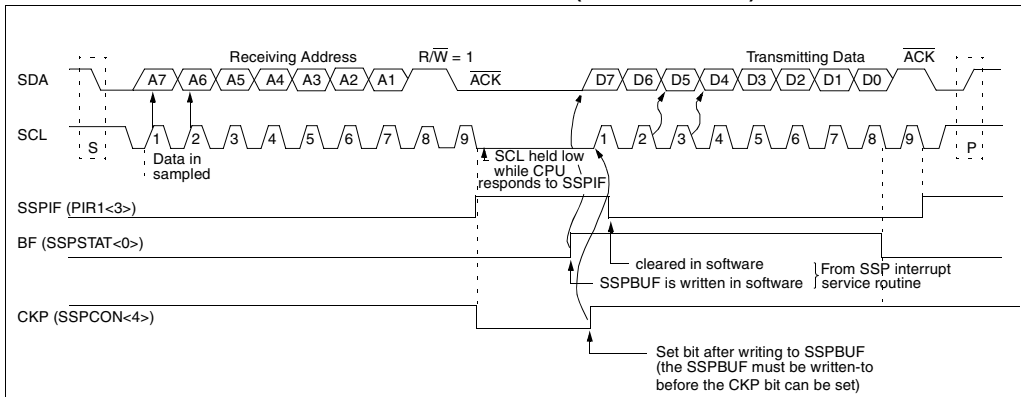 Receiving Address R/W = 1 Transmitting Data ACK
SDA A7 A6 A5 A4 A3 A2 A1 ACK D7 D6 D5 D4 D3 D2 D1 D0
SCL 1 2 3 4 5 6 7 8 9 1 2 3 4 5 6 7 8 9
S P
Data in
sampled
SCL held low
while CPU
responds to SSPIF
SSPIF (PIR1<3>)
BF (SSPSTAT<0>)
cleared in software
SSPBUF is written in software
From SSP interrupt
service routine
CKP (SSPCON<4>)
Set bit after writing to SSPBUF
(the SSPBUF must be written-to
before the CKP bit can be set)